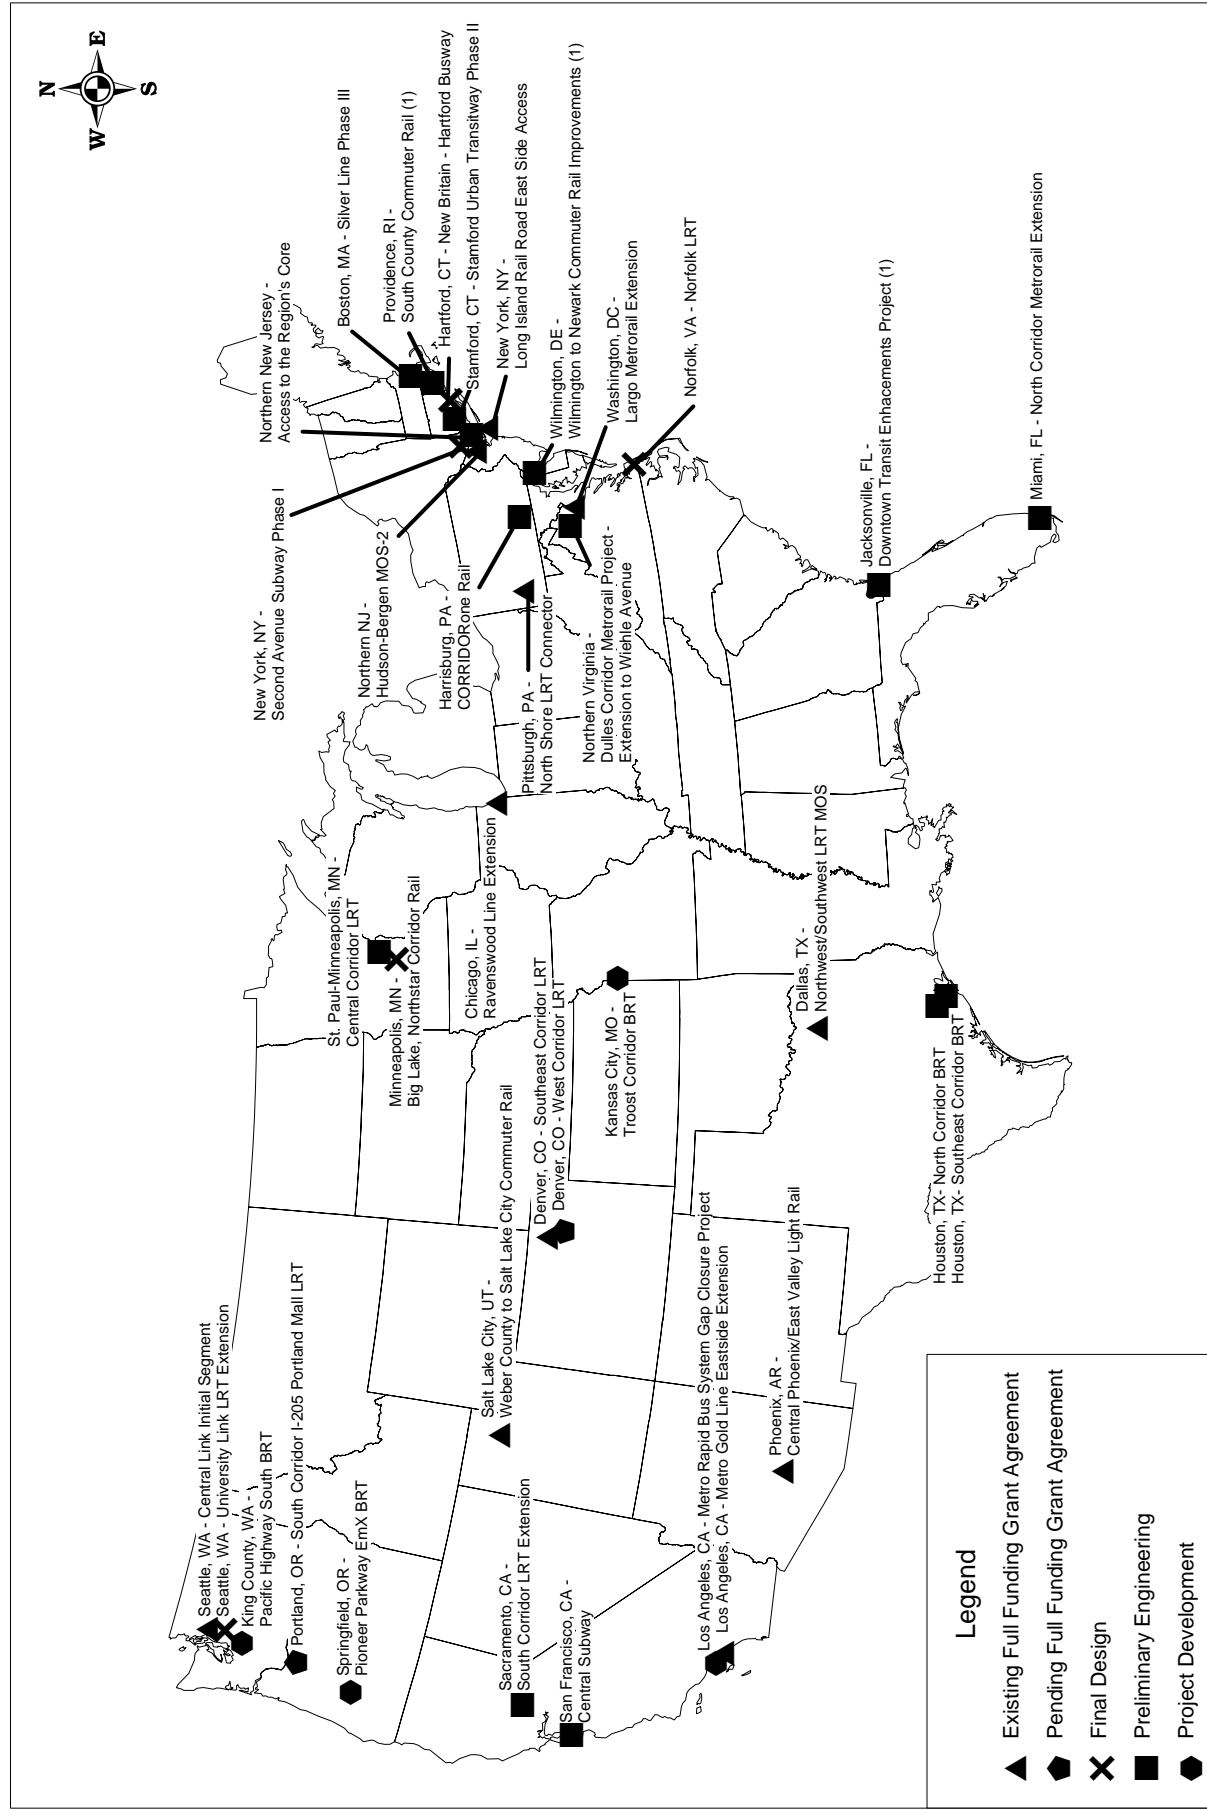 N
W
E
S
Seattle, WA - Central Link Initial Segment
Seattle, WA - University Link LRT Extension
King County, WA -
Pacific Highway South BRT
Portland, OR - South Corridor I-205 Portland Mall LRT
Springfield, OR -
Pioneer Parkway EmX BRT
Sacramento, CA -
South Corridor LRT Extension
San Francisco, CA -
Central Subway
Los Angeles, CA - Metro Rapid Bus System Gap Closure Project
Los Angeles, CA - Metro Gold Line Eastside Extension
Salt Lake City, UT -
Weber County to Salt Lake City Commuter Rail
Phoenix, AR -
Central Phoenix/East Valley Light Rail
Denver, CO - Southeast Corridor LRT
Denver, CO - West Corridor LRT
St. Paul-Minneapolis, MN -
Central Corridor LRT
Minneapolis, MN -
Big Lake, Northstar Corridor Rail
Chicago, IL -
Ravenswood Line Extension
Kansas City, MO -
Troost Corridor BRT
Dallas, TX -
Northwest/Southwest LRT MOS
Houston, TX- North Corridor BRT
Houston, TX- Southeast Corridor BRT
New York, NY -
Second Avenue Subway Phase I
Northern NJ -
Hudson-Bergen MOS-2
Harrisburg, PA -
CORRIDORone Rail
Pittsburgh, PA -
North Shore LRT Connector
Northern Virginia -
Dulles Corridor Metrorail Project -
Extension to Wiehle Avenue
Northern New Jersey -
Access to the Region's Core
Boston, MA - Silver Line Phase III
Providence, RI -
South County Commuter Rail (1)
Hartford, CT - New Britain - Hartford Busway
Stamford, CT - Stamford Urban Transitway Phase II
New York, NY -
Long Island Rail Road East Side Access
Wilmington, DE -
Wilmington to Newark Commuter Rail Improvements (1)
Washington, DC -
Largo Metrorail Extension
Norfolk, VA - Norfolk LRT
Jacksonville, FL -
Downtown Transit Enhacements Project (1)
Miami, FL - North Corridor Metrorail Extension
Legend
Existing Full Funding Grant Agreement
Pending Full Funding Grant Agreement
Final Design
Preliminary Engineering
Project Development